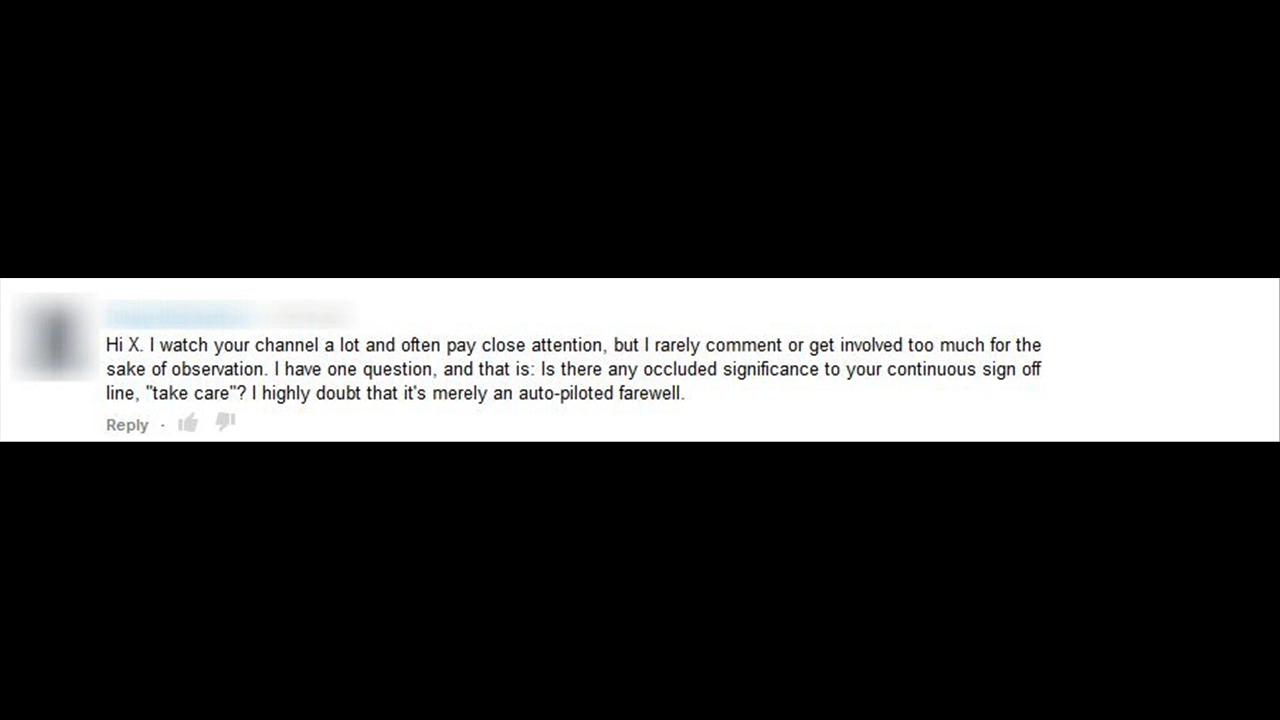 Hi X. I watch your channel a lot and often pay close attention, but I rarely comment or get involved too much for the
sake of observation. I have one question, and that is: Is there any occluded significance to your continuous sign off
line, "take care"? I highly doubt that it's merely an auto-piloted farewell.
Reply ·